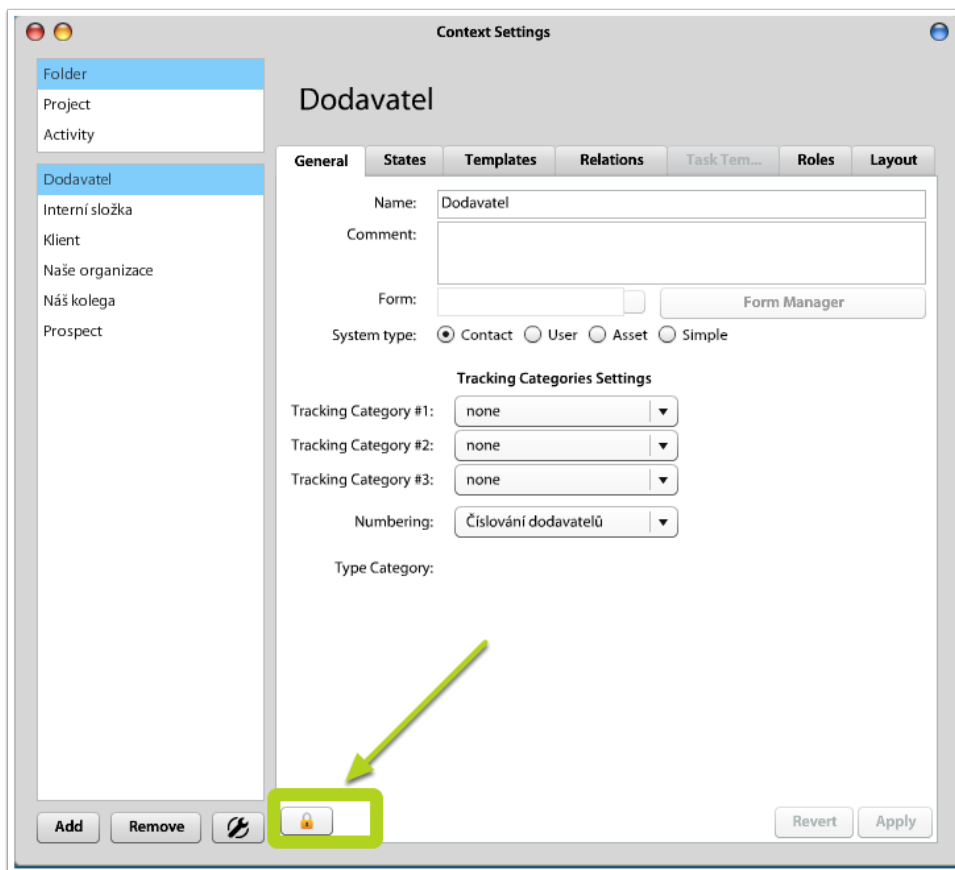 Context Settings
Folder
Project
Activity
Dodavatel
Interní složka
Klient
Naše organizace
Náš kolega
Prospect
Add
Remove
Dodavatel
General States Templates Relations Task Tem... Roles Layout
Name: Dodavatel
Comment:
Form: Form Manager
System type: Contact User Asset Simple
Tracking Categories Settings
Tracking Category #1: none
Tracking Category #2: none
Tracking Category #3: none
Numbering: Číslování dodavatelů
Type Category:
Revert Apply